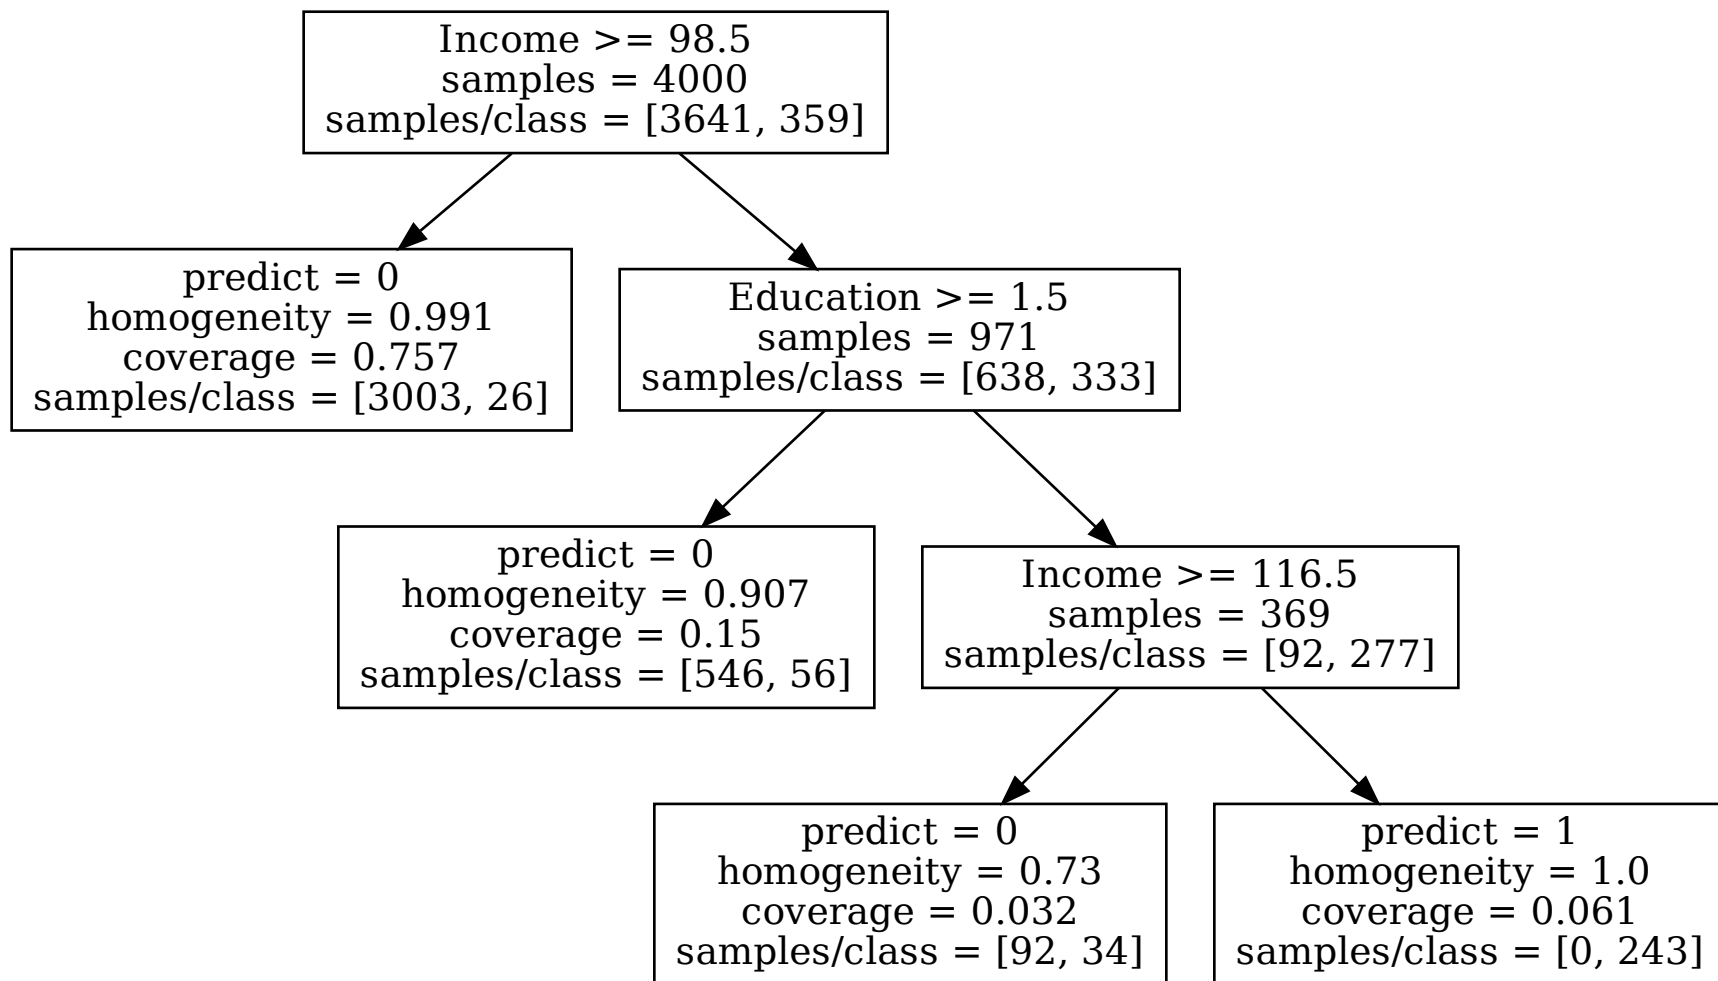 Income >= 98.5
samples = 4000
samples/class = [3641, 359]
predict = 0
homogeneity = 0.991
coverage = 0.757
samples/class = [3003, 26]
Education >= 1.5
samples = 971
samples/class = [638, 333]
predict = 0
homogeneity = 0.907
coverage = 0.15
samples/class = [546, 56]
Income >= 116.5
samples = 369
samples/class = [92, 277]
predict = 0
homogeneity = 0.73
coverage = 0.032
samples/class = [92, 34]
predict = 1
homogeneity = 1.0
coverage = 0.061
samples/class = [0, 243]